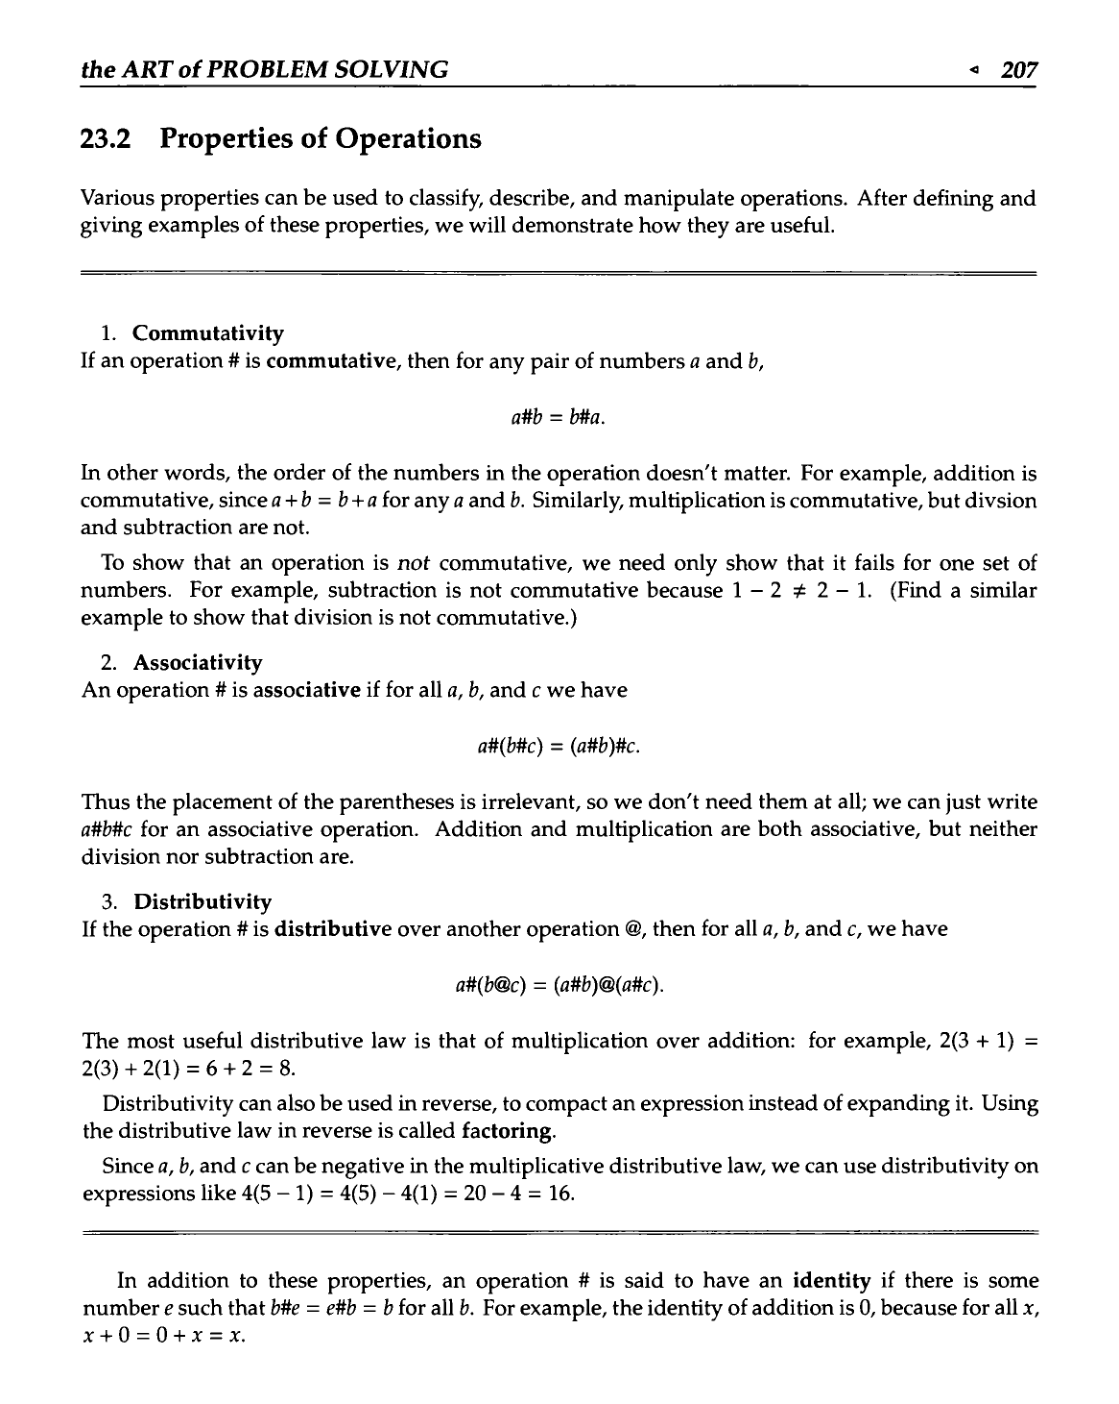 the ART of PROBLEM SOLVING ◃ 207
23.2 Properties of Operations
Various properties can be used to classify, describe, and manipulate operations. After defining and
giving examples of these properties, we will demonstrate how they are useful.
1. Commutativity
If an operation # is commutative, then for any pair of numbers a and b,
a#b = b#a.
In other words, the order of the numbers in the operation doesn't matter. For example, addition is
commutative, since a + b = b + a for any a and b. Similarly, multiplication is commutative, but divsion
and subtraction are not.
To show that an operation is not commutative, we need only show that it fails for one set of
numbers. For example, subtraction is not commutative because 1 − 2 ≠ 2 − 1. (Find a similar
example to show that division is not commutative.)
2. Associativity
An operation # is associative if for all a, b, and c we have
a#(b#c) = (a#b)#c.
Thus the placement of the parentheses is irrelevant, so we don't need them at all; we can just write
a#b#c for an associative operation. Addition and multiplication are both associative, but neither
division nor subtraction are.
3. Distributivity
If the operation # is distributive over another operation @, then for all a, b, and c, we have
a#(b@c) = (a#b)@(a#c).
The most useful distributive law is that of multiplication over addition: for example, 2(3 + 1) =
2(3) + 2(1) = 6 + 2 = 8.
Distributivity can also be used in reverse, to compact an expression instead of expanding it. Using
the distributive law in reverse is called factoring.
Since a, b, and c can be negative in the multiplicative distributive law, we can use distributivity on
expressions like 4(5 − 1) = 4(5) − 4(1) = 20 − 4 = 16.
In addition to these properties, an operation # is said to have an identity if there is some
number e such that b#e = e#b = b for all b. For example, the identity of addition is 0, because for all x,
x + 0 = 0 + x = x.